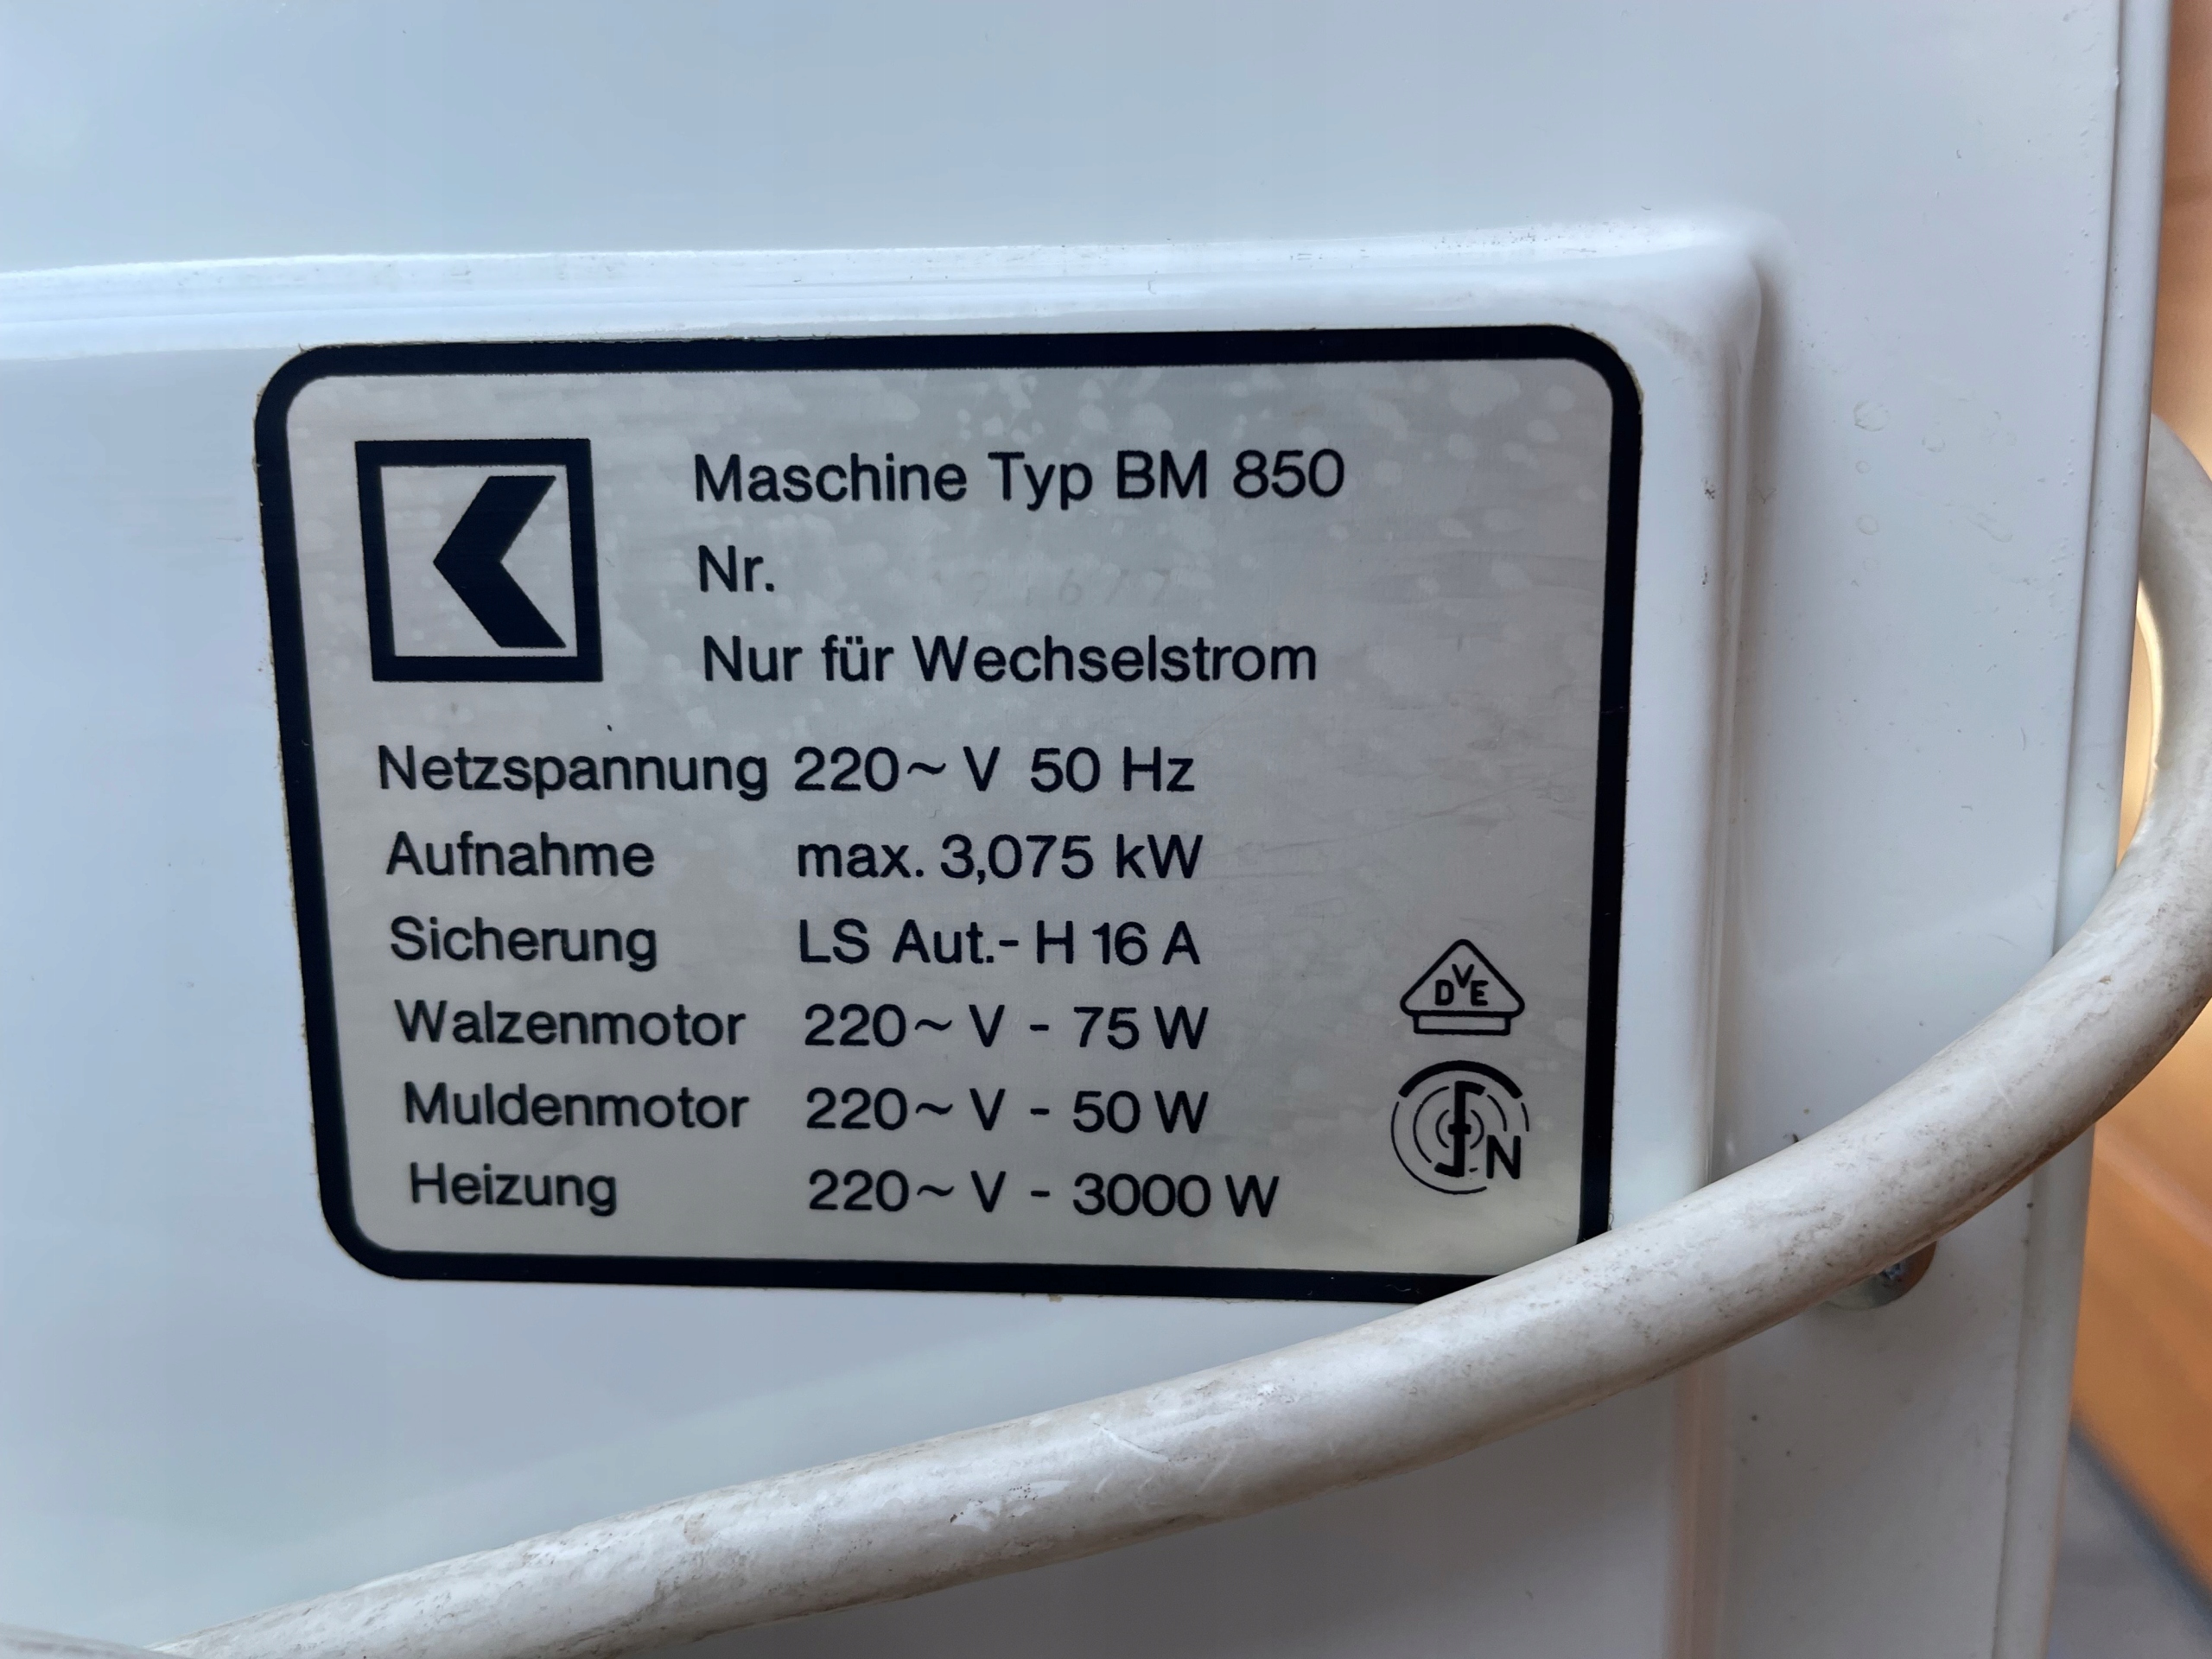 Maschine Typ BM 850
Nr.
Nur für Wechselstrom
Netzspannung 220~ V 50 Hz
Aufnahme max. 3,075 kW
Sicherung LS Aut.- H 16 A
Walzenmotor 220~ V - 75 W
Muldenmotor 220~ V - 50 W
Heizung 220~ V - 3000 W
DVE
N